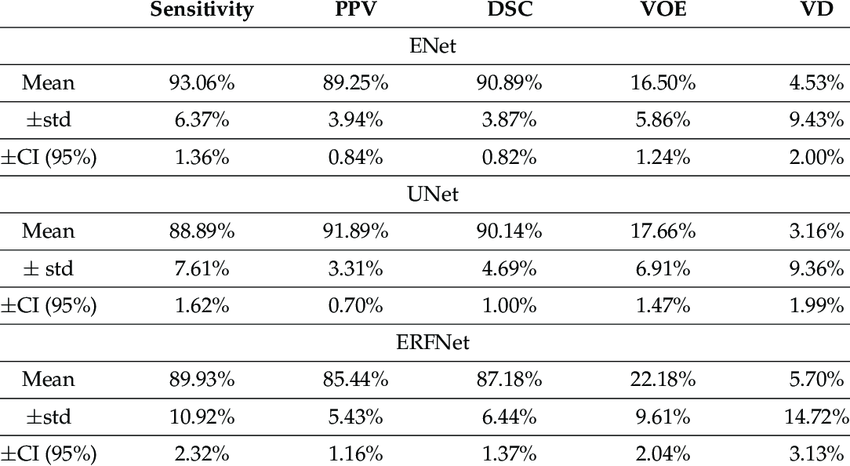 Sensitivity PPV DSC VOE VD
ENet
Mean 93.06% 89.25% 90.89% 16.50% 4.53%
±std 6.37% 3.94% 3.87% 5.86% 9.43%
±CI (95%) 1.36% 0.84% 0.82% 1.24% 2.00%
UNet
Mean 88.89% 91.89% 90.14% 17.66% 3.16%
± std 7.61% 3.31% 4.69% 6.91% 9.36%
±CI (95%) 1.62% 0.70% 1.00% 1.47% 1.99%
ERFNet
Mean 89.93% 85.44% 87.18% 22.18% 5.70%
±std 10.92% 5.43% 6.44% 9.61% 14.72%
±CI (95%) 2.32% 1.16% 1.37% 2.04% 3.13%